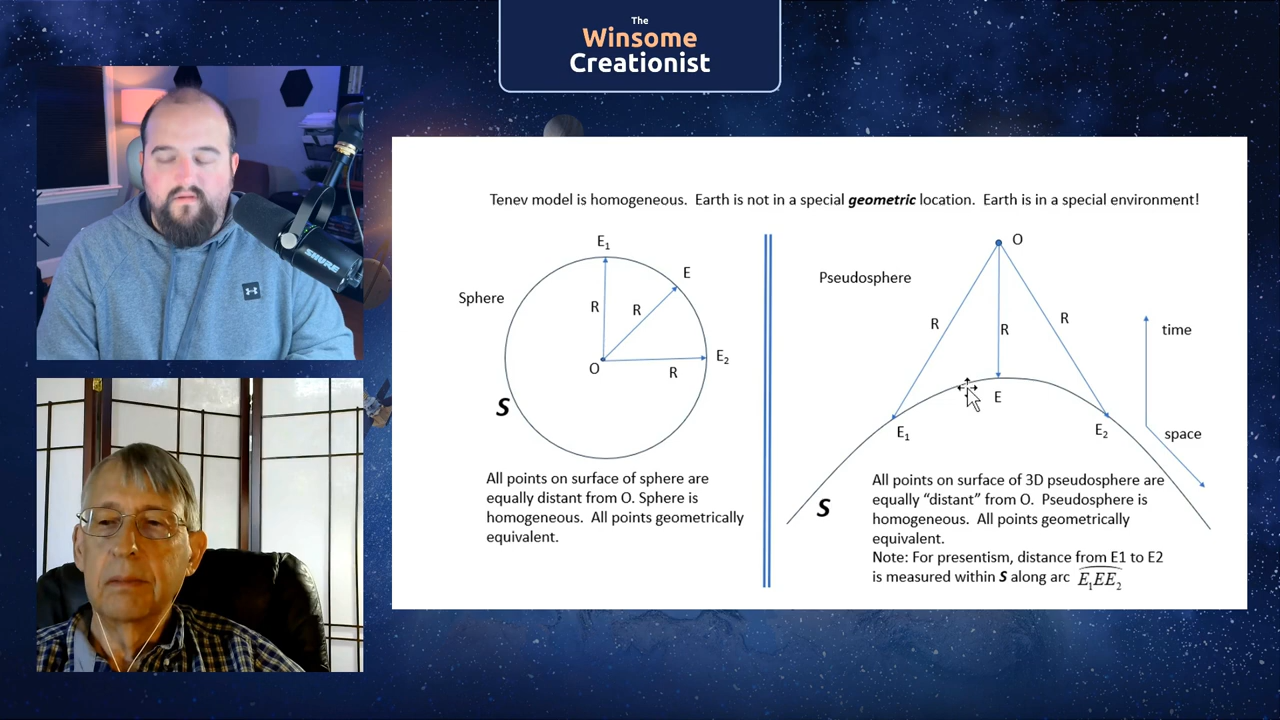 The
Winsome
Creationist
SHURE
Tenev model is homogeneous. Earth is not in a special geometric location. Earth is in a special environment!
E1
E
Sphere
R
R
E2
O
R
S
All points on surface of sphere are
equally distant from O. Sphere is
homogeneous. All points geometrically
equivalent.
O
Pseudosphere
R
R
R
time
E
E1
E2
space
S
All points on surface of 3D pseudosphere are
equally “distant” from O. Pseudosphere is
homogeneous. All points geometrically
equivalent.
Note: For presentism, distance from E1 to E2
is measured within S along arc E1EE2